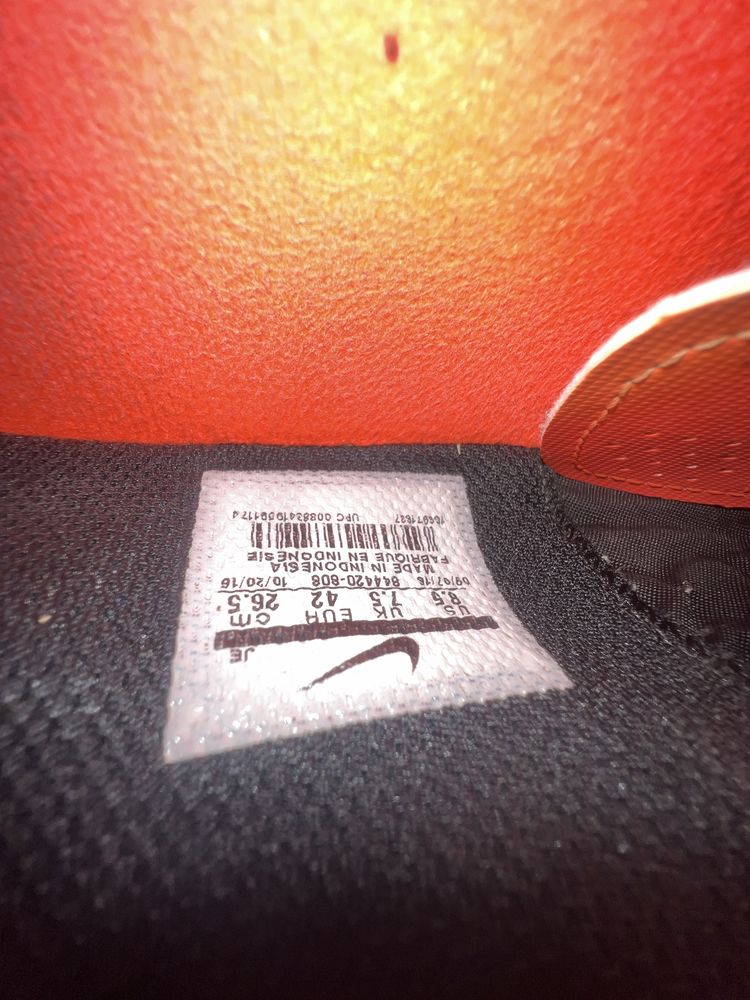 JE
US UK EUR cm
8.5 7.5 42 26.5
09/07/16 844420-808 10/20/16
MADE IN INDONESIA
FABRIQUE EN INDONESIE
UPC 00883419591174